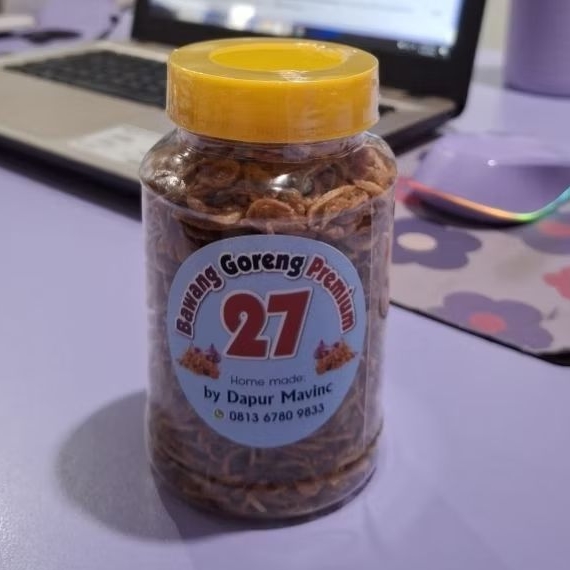 Bawang Goreng Premium
27
Home made:
by Dapur Mavinc
0813 6780 9833